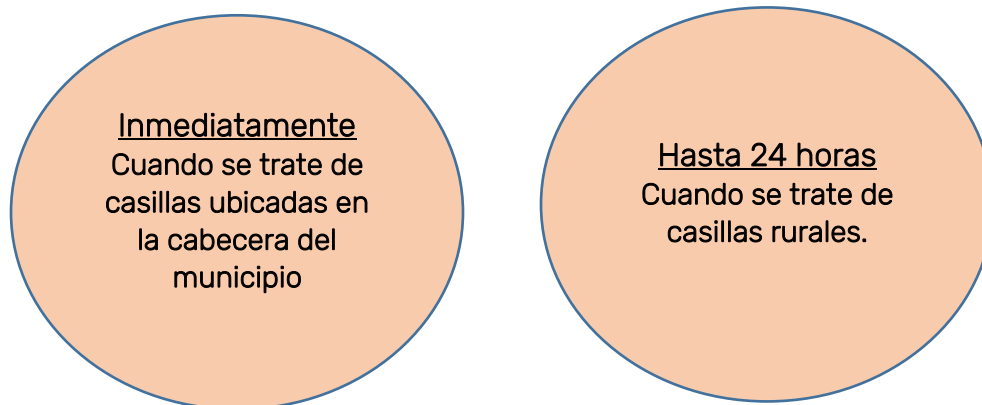 Inmediatamente
Cuando se trate de
casillas ubicadas en
la cabecera del
municipio
Hasta 24 horas
Cuando se trate de
casillas rurales.